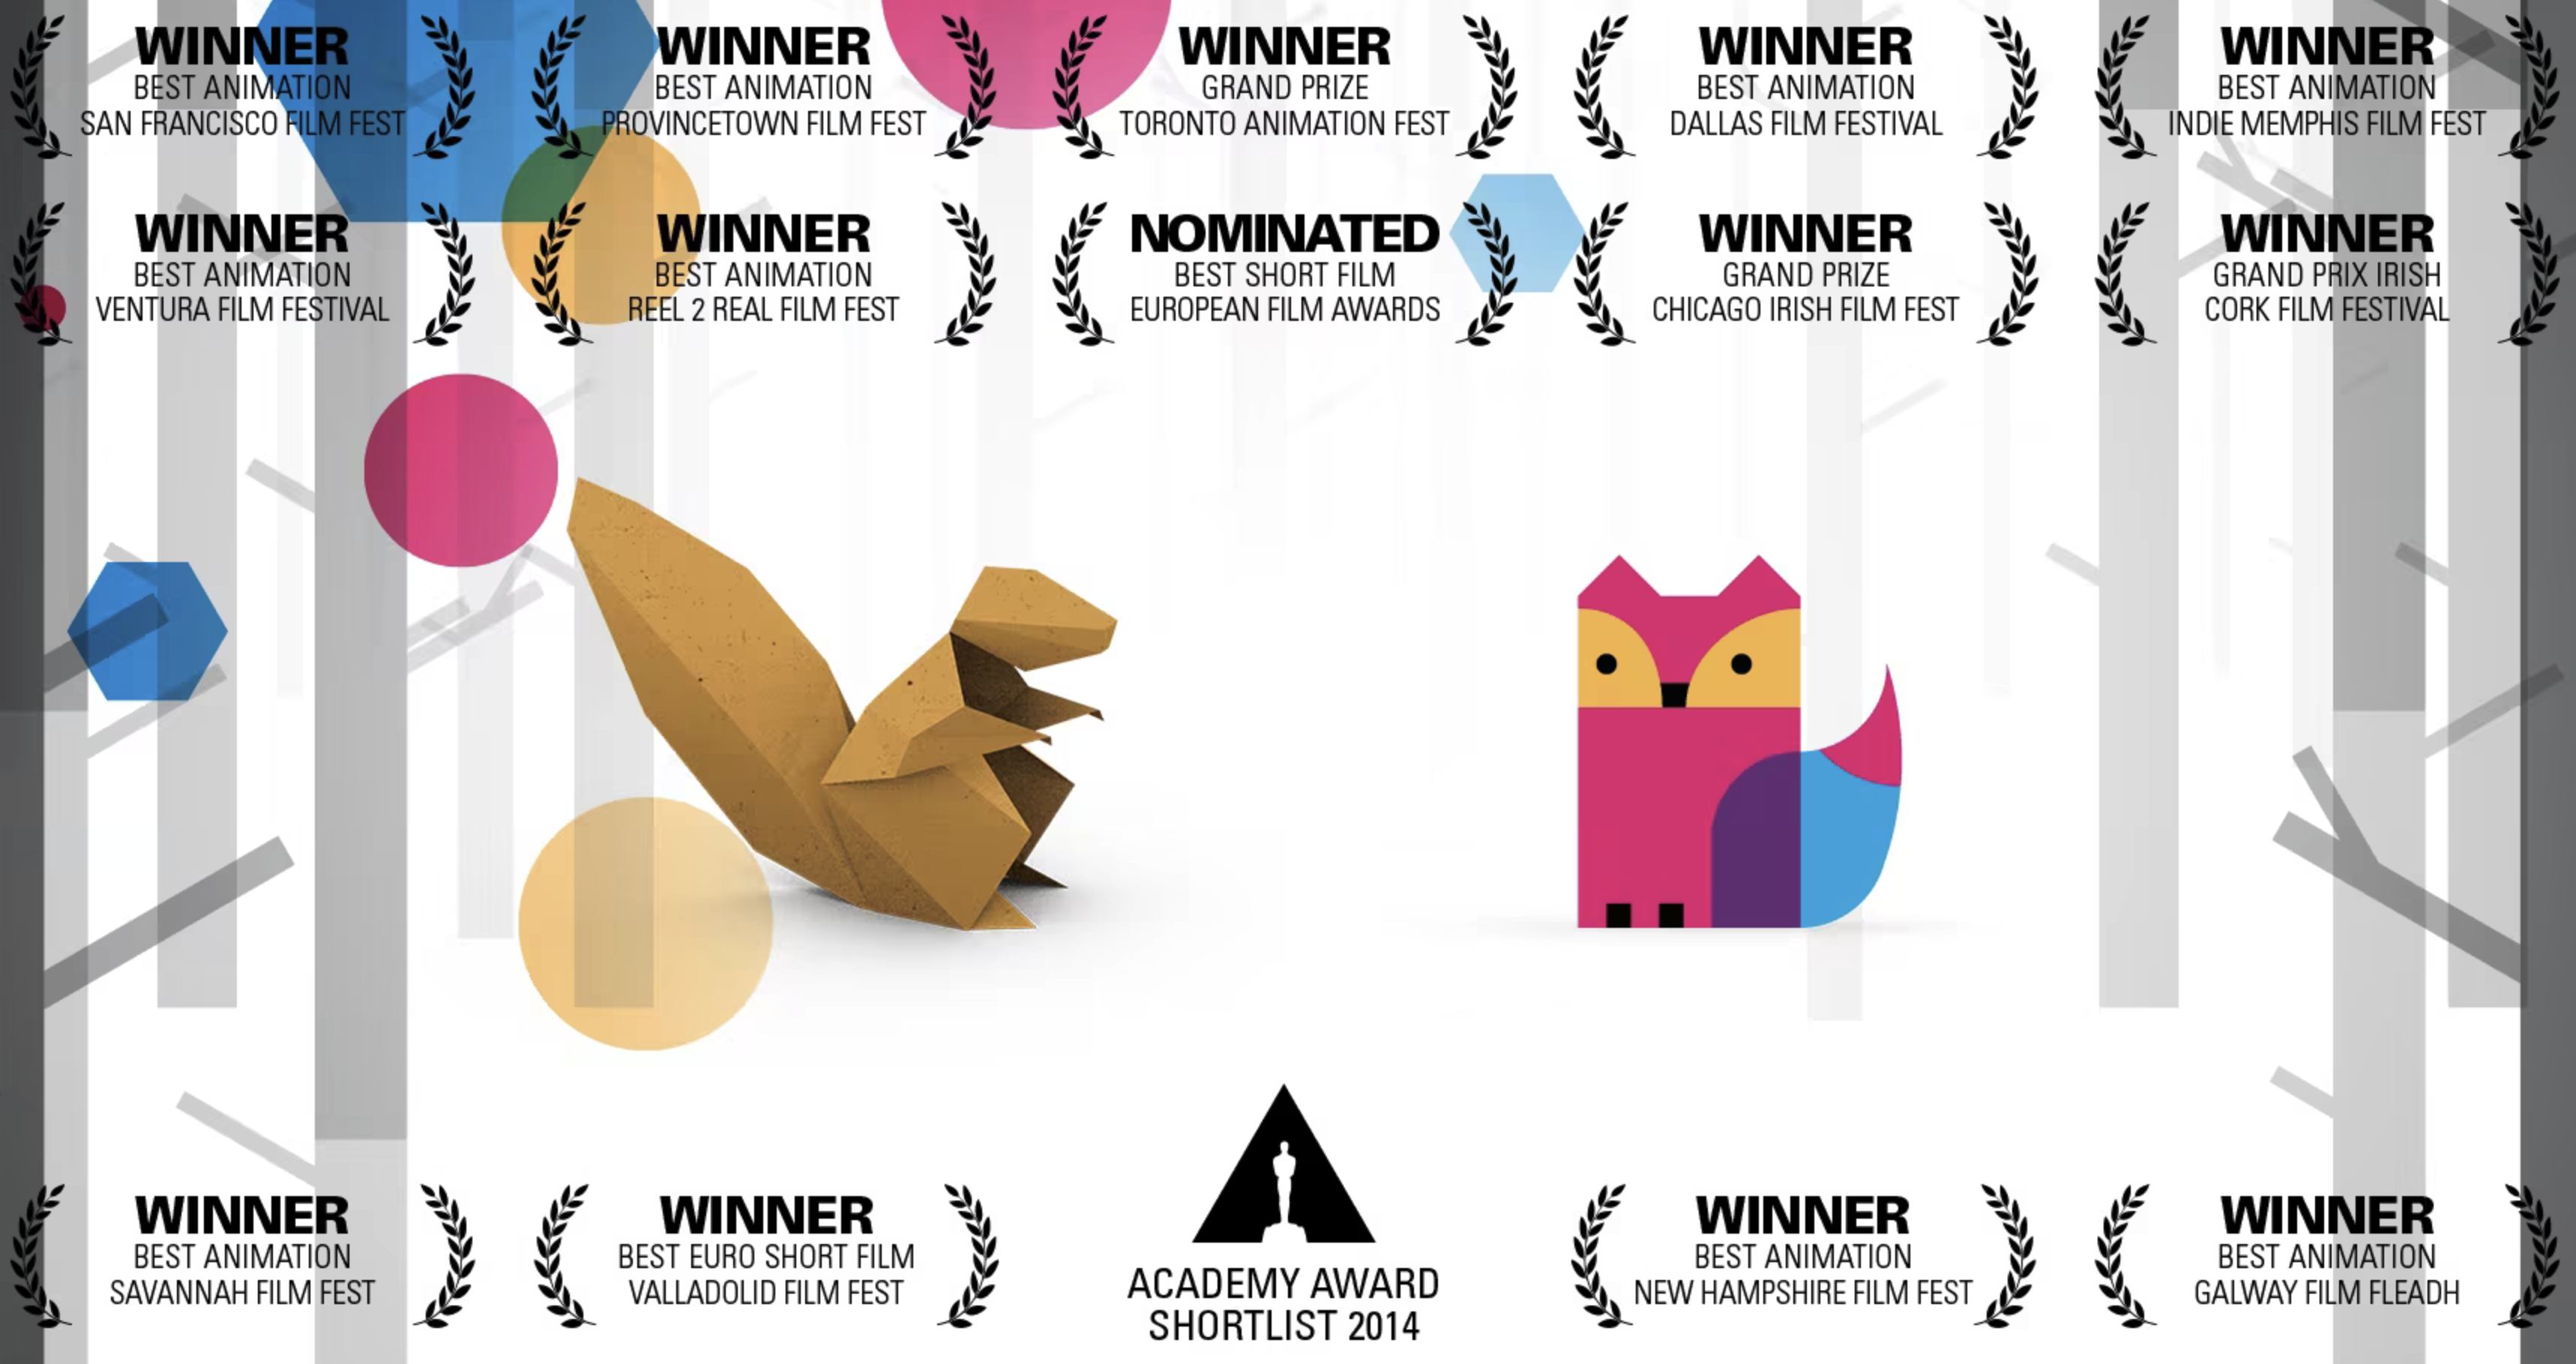 WINNER
BEST ANIMATION
SAN FRANCISCO FILM FEST
WINNER
BEST ANIMATION
PROVINCETOWN FILM FEST
WINNER
GRAND PRIZE
TORONTO ANIMATION FEST
WINNER
BEST ANIMATION
DALLAS FILM FESTIVAL
WINNER
BEST ANIMATION
INDIE MEMPHIS FILM FEST
WINNER
BEST ANIMATION
VENTURA FILM FESTIVAL
WINNER
BEST ANIMATION
REEL 2 REAL FILM FEST
NOMINATED
BEST SHORT FILM
EUROPEAN FILM AWARDS
WINNER
GRAND PRIZE
CHICAGO IRISH FILM FEST
WINNER
GRAND PRIX IRISH
CORK FILM FESTIVAL
WINNER
BEST ANIMATION
SAVANNAH FILM FEST
WINNER
BEST EURO SHORT FILM
VALLADOLID FILM FEST
ACADEMY AWARD
SHORTLIST 2014
WINNER
BEST ANIMATION
NEW HAMPSHIRE FILM FEST
WINNER
BEST ANIMATION
GALWAY FILM FLEADH